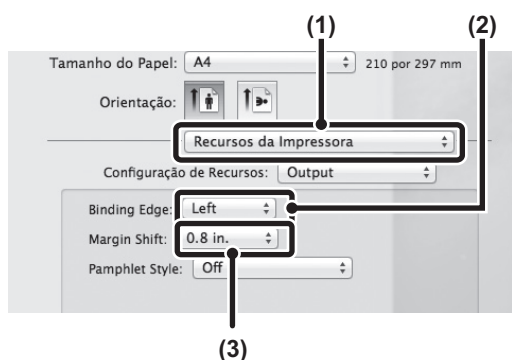 (1) (2)
Tamanho do Papel: A4 210 por 297 mm
Orientação:
Recursos da Impressora
Configuração de Recursos: Output
Binding Edge: Left
Margin Shift: 0.8 in.
Pamphlet Style: Off
(3)